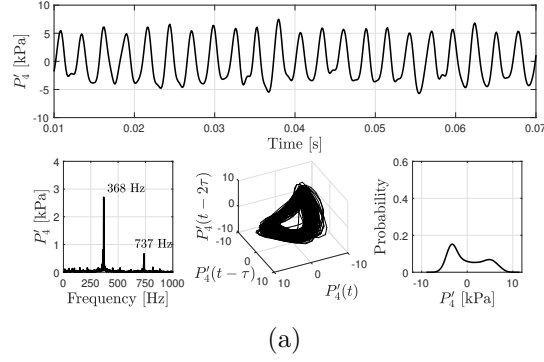 10
5
0
-5
-10
P′₄ [kPa]
0.01 0.02 0.03 0.04 0.05 0.06 0.07
Time [s]
4
3
2
1
0
P′₄ [kPa]
368 Hz
737 Hz
0 250 500 750 1000
Frequency [Hz]
10
0
-10
P′₄(t − 2τ)
-10
0
10
P′₄(t − τ)
10
0
-10
P′₄(t)
0.6
0.4
0.2
0
Probability
-10 0 10
P′₄ [kPa]
(a)